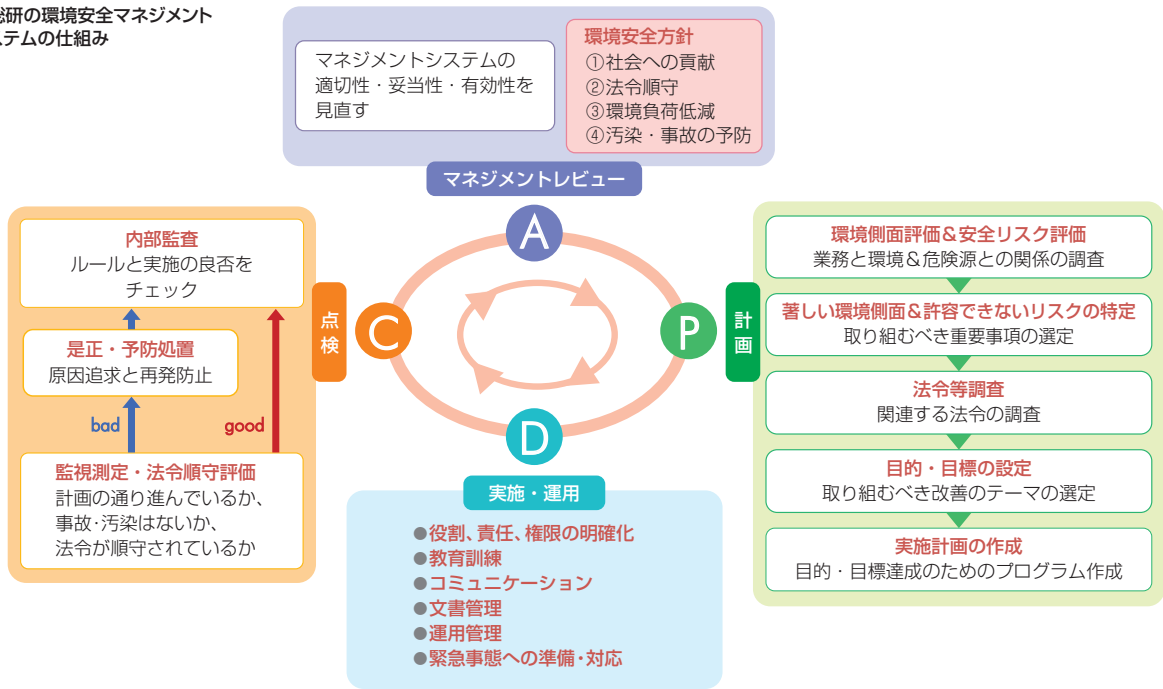 総研の環境安全マネジメント
ステムの仕組み
マネジメントシステムの
適切性・妥当性・有効性を
見直す
環境安全方針
①社会への貢献
②法令順守
③環境負荷低減
④汚染・事故の予防
マネジメントレビュー
A
内部監査
ルールと実施の良否を
チェック
是正・予防処置
原因追求と再発防止
bad
good
監視測定・法令順守評価
計画の通り進んでいるか、
事故・汚染はないか、
法令が順守されているか
点検
C
P
計画
環境側面評価＆安全リスク評価
業務と環境＆危険源との関係の調査
著しい環境側面＆許容できないリスクの特定
取り組むべき重要事項の選定
法令等調査
関連する法令の調査
目的・目標の設定
取り組むべき改善のテーマの選定
実施計画の作成
目的・目標達成のためのプログラム作成
D
実施・運用
●役割、責任、権限の明確化
●教育訓練
●コミュニケーション
●文書管理
●運用管理
●緊急事態への準備・対応